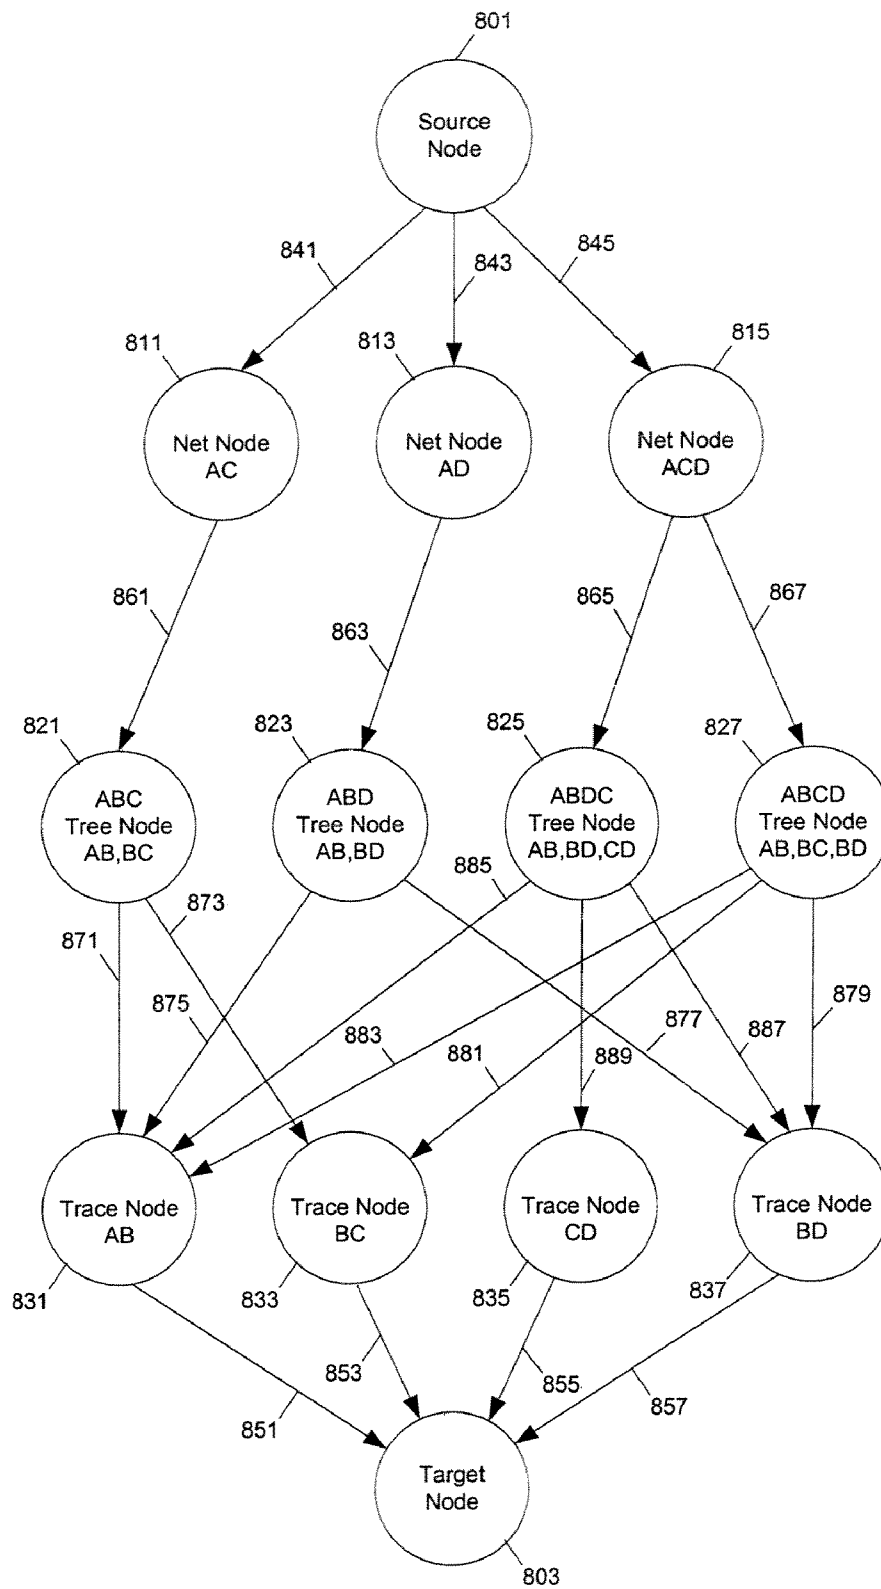 801
Source
Node
841
843
845
811
813
815
Net Node
AC
Net Node
AD
Net Node
ACD
861
863
865
867
821
823
825
827
ABC
Tree Node
AB,BC
ABD
Tree Node
AB,BD
ABDC
Tree Node
AB,BD,CD
ABCD
Tree Node
AB,BC,BD
885
873
871
875
883
881
889
877
887
879
Trace Node
AB
Trace Node
BC
Trace Node
CD
Trace Node
BD
831
833
835
837
853
855
851
857
Target
Node
803